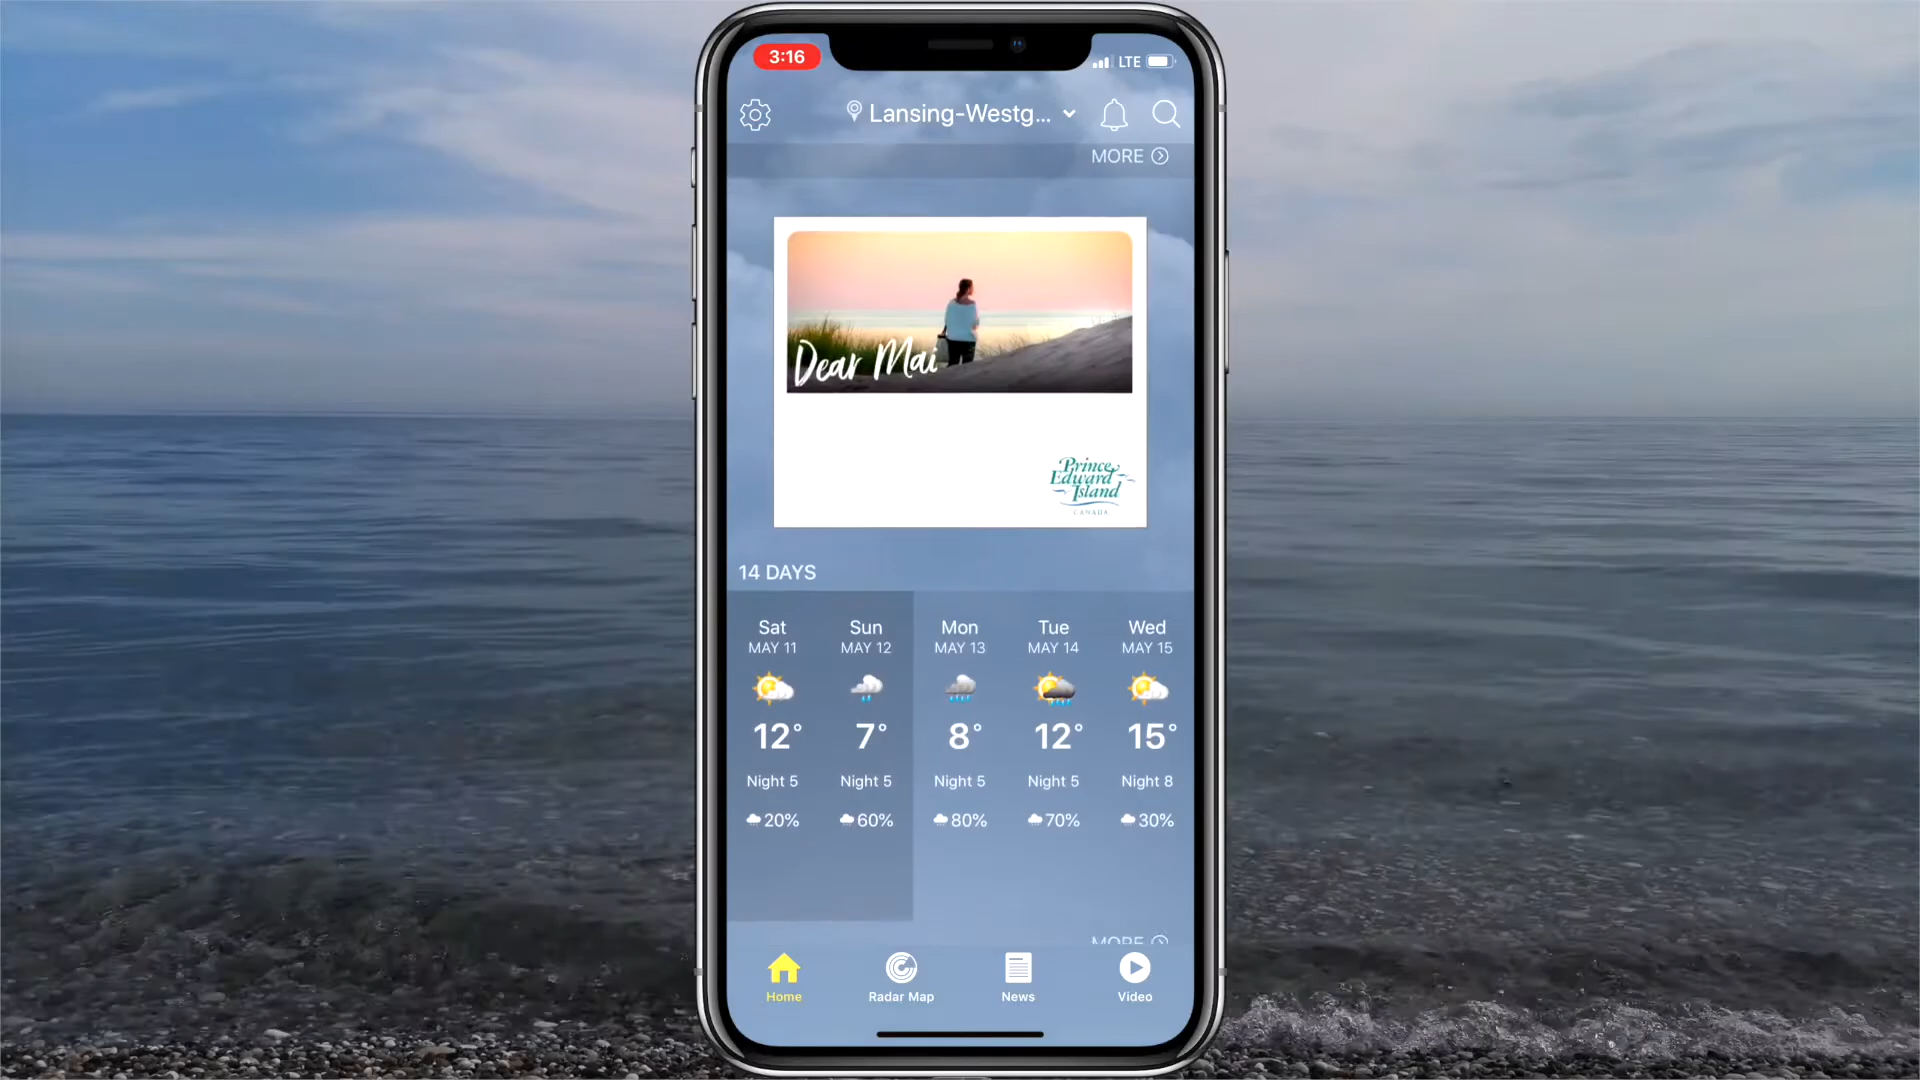 3:16
LTE
Lansing-Westg...
MORE
Dear Mai
Prince
Edward
Island
CANADA
14 DAYS
Sat Sun Mon Tue Wed
MAY 11 MAY 12 MAY 13 MAY 14 MAY 15
12° 7° 8° 12° 15°
Night 5 Night 5 Night 5 Night 5 Night 8
20% 60% 80% 70% 30%
MORE
Home Radar Map News Video